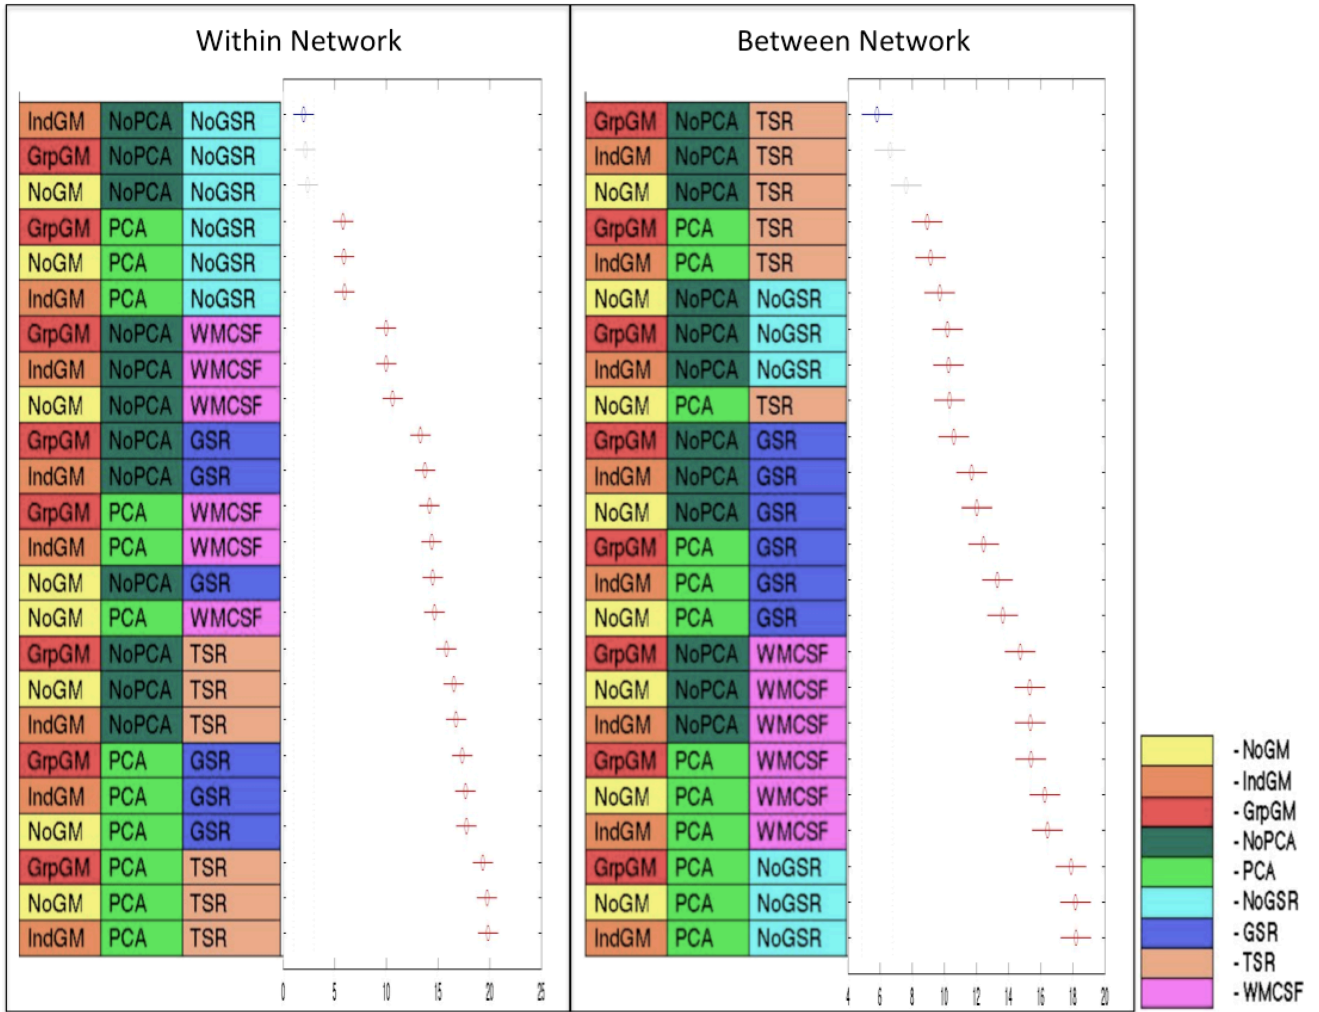 Within Network
IndGM NoPCA NoGSR
GrpGM NoPCA NoGSR
NoGM NoPCA NoGSR
GrpGM PCA NoGSR
NoGM PCA NoGSR
IndGM PCA NoGSR
GrpGM NoPCA WMCSF
IndGM NoPCA WMCSF
NoGM NoPCA WMCSF
GrpGM NoPCA GSR
IndGM NoPCA GSR
GrpGM PCA WMCSF
IndGM PCA WMCSF
NoGM NoPCA GSR
NoGM PCA WMCSF
GrpGM NoPCA TSR
NoGM NoPCA TSR
IndGM NoPCA TSR
GrpGM PCA GSR
IndGM PCA GSR
NoGM PCA GSR
GrpGM PCA TSR
NoGM PCA TSR
IndGM PCA TSR
0 5 10 15 20 25
Between Network
GrpGM NoPCA TSR
IndGM NoPCA TSR
NoGM NoPCA TSR
GrpGM PCA TSR
IndGM PCA TSR
NoGM NoPCA NoGSR
GrpGM NoPCA NoGSR
IndGM NoPCA NoGSR
NoGM PCA TSR
GrpGM NoPCA GSR
IndGM NoPCA GSR
NoGM NoPCA GSR
GrpGM PCA GSR
IndGM PCA GSR
NoGM PCA GSR
GrpGM NoPCA WMCSF
NoGM NoPCA WMCSF
IndGM NoPCA WMCSF
GrpGM PCA WMCSF
NoGM PCA WMCSF
IndGM PCA WMCSF
GrpGM PCA NoGSR
NoGM PCA NoGSR
IndGM PCA NoGSR
4 6 8 10 12 14 16 18 20
- NoGM
- IndGM
- GrpGM
- NoPCA
- PCA
- NoGSR
- GSR
- TSR
- WMCSF